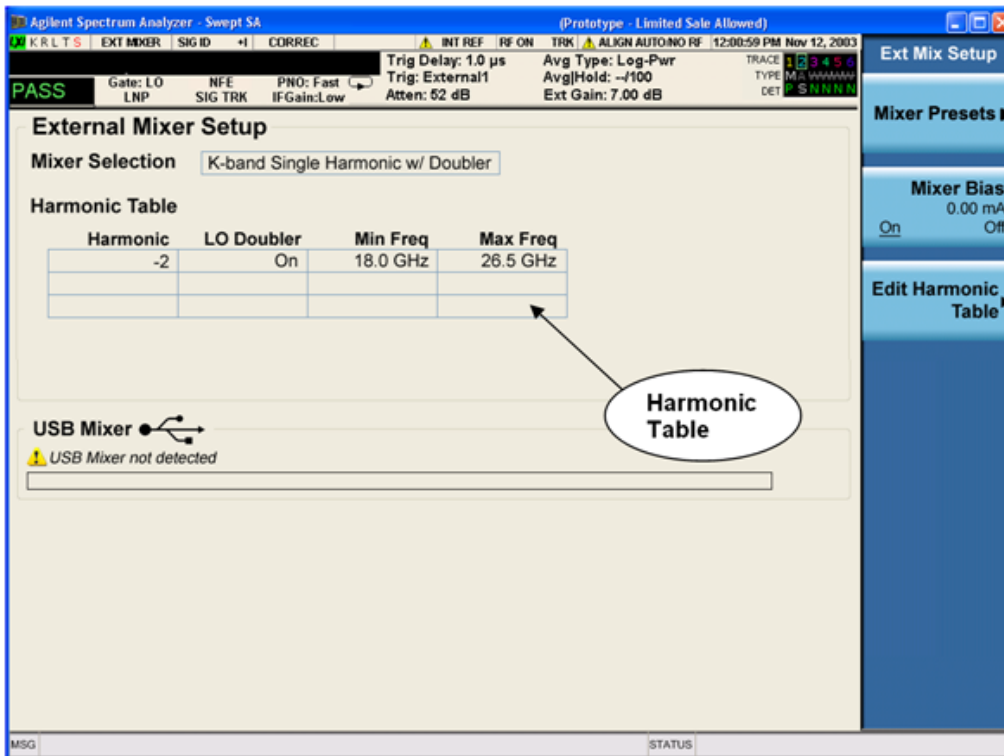 Agilent Spectrum Analyzer - Swept SA (Prototype - Limited Sale Allowed)
LXI K R L T S EXT MIXER SIG ID +I CORREC INT REF RF ON TRK ALIGN AUTO/NO RF 12:00:59 PM Nov 12, 2003
Trig Delay: 1.0 µs Avg Type: Log-Pwr TRACE 1 2 3 4 5 6
PASS Gate: LO NFE PNO: Fast Trig: External1 Avg|Hold: --/100 TYPE M A W W W W
LNP SIG TRK IFGain:Low Atten: 52 dB Ext Gain: 7.00 dB DET P S N N N N
External Mixer Setup
Mixer Selection K-band Single Harmonic w/ Doubler
Harmonic Table
Harmonic LO Doubler Min Freq Max Freq
-2 On 18.0 GHz 26.5 GHz
Harmonic
Table
USB Mixer
USB Mixer not detected
Ext Mix Setup
Mixer Presets
Mixer Bias
0.00 mA
On Off
Edit Harmonic
Table
MSG STATUS